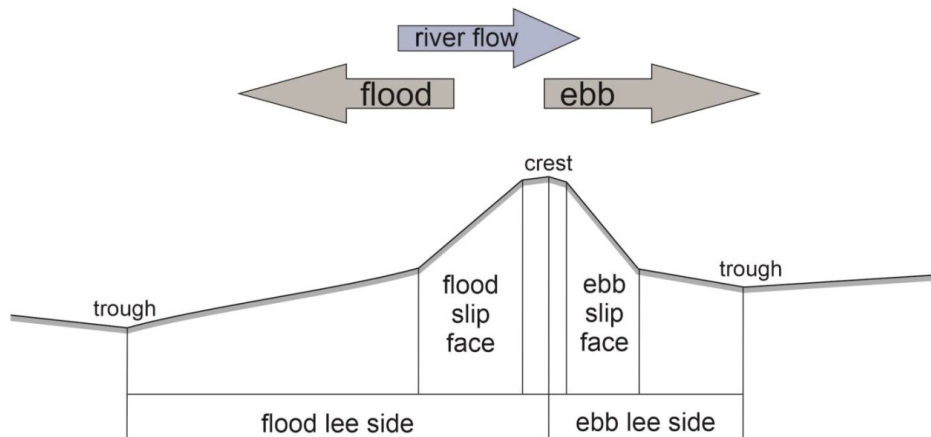 river flow
flood
ebb
crest
trough
flood
slip
face
ebb
slip
face
trough
flood lee side
ebb lee side